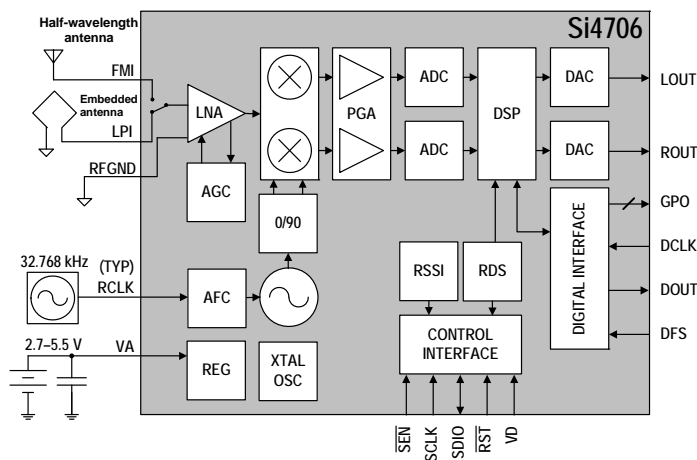 Half-wavelength
antenna
Si4706
FMI
Embedded
antenna
LPI
LNA
PGA
ADC
ADC
DSP
DAC
DAC
LOUT
ROUT
RFGND
AGC
0/90
GPO
DCLK
DOUT
DFS
DIGITAL INTERFACE
32.768 kHz
(TYP)
RCLK
AFC
RSSI
RDS
CONTROL
INTERFACE
2.7–5.5 V
VA
REG
XTAL
OSC
SEN
SCLK
SDIO
RST
VD